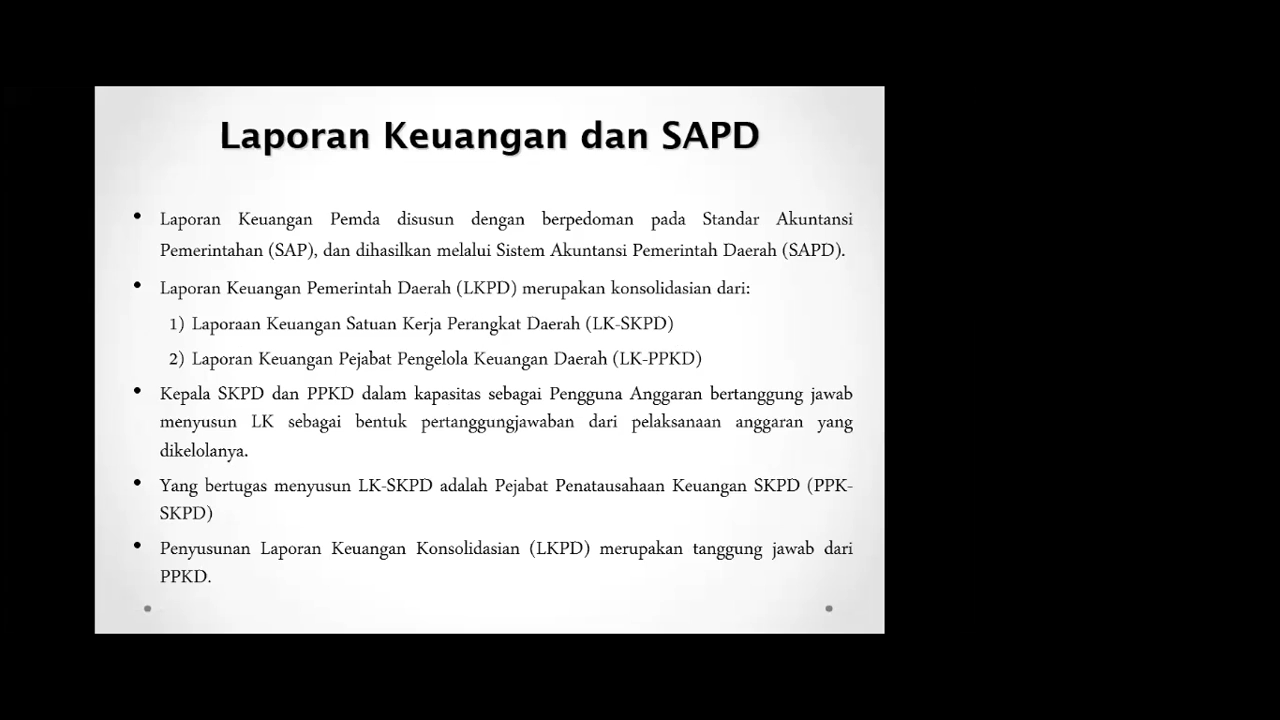 Laporan Keuangan dan SAPD
• Laporan Keuangan Pemda disusun dengan berpedoman pada Standar Akuntansi
Pemerintahan (SAP), dan dihasilkan melalui Sistem Akuntansi Pemerintah Daerah (SAPD).
• Laporan Keuangan Pemerintah Daerah (LKPD) merupakan konsolidasian dari:
1) Laporaan Keuangan Satuan Kerja Perangkat Daerah (LK-SKPD)
2) Laporan Keuangan Pejabat Pengelola Keuangan Daerah (LK-PPKD)
• Kepala SKPD dan PPKD dalam kapasitas sebagai Pengguna Anggaran bertanggung jawab
menyusun LK sebagai bentuk pertanggungjawaban dari pelaksanaan anggaran yang
dikelolanya.
• Yang bertugas menyusun LK-SKPD adalah Pejabat Penatausahaan Keuangan SKPD (PPK-
SKPD)
• Penyusunan Laporan Keuangan Konsolidasian (LKPD) merupakan tanggung jawab dari
PPKD.